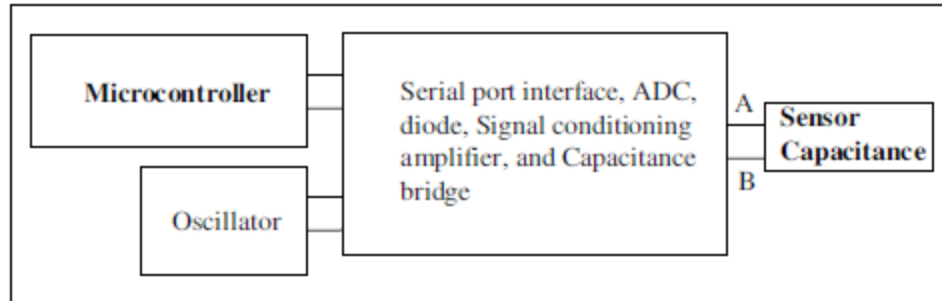 Microcontroller
Serial port interface, ADC,
diode, Signal conditioning
amplifier, and Capacitance
bridge
A
Sensor
Capacitance
B
Oscillator